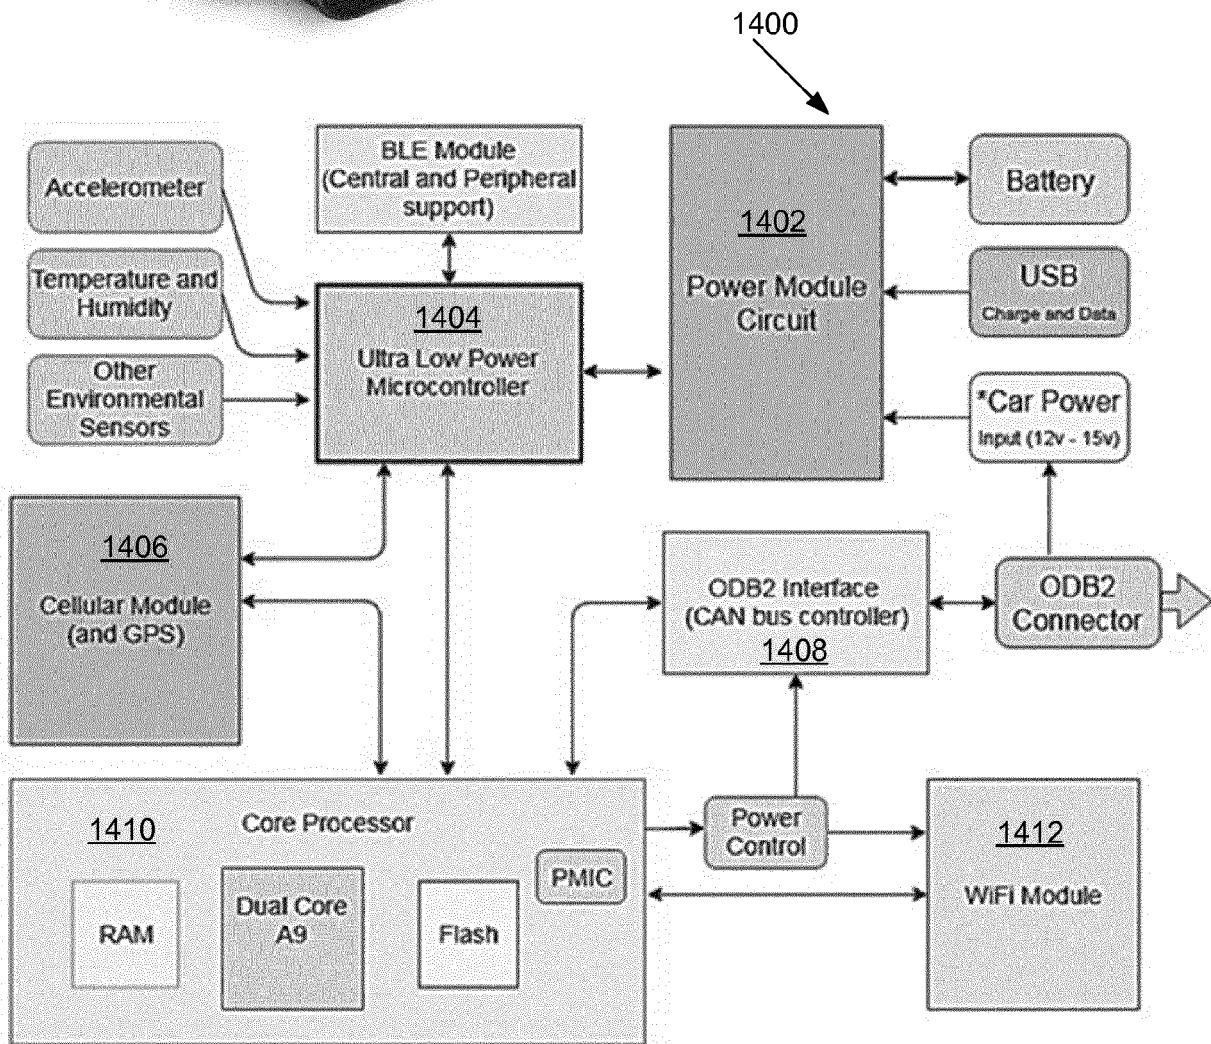 1400
Accelerometer
BLE Module
(Central and Peripheral
support)
1402
Power Module
Circuit
Battery
Temperature and
Humidity
1404
Ultra Low Power
Microcontroller
USB
Charge and Data
Other
Environmental
Sensors
*Car Power
Input (12v - 15v)
1406
Cellular Module
(and GPS)
ODB2 Interface
(CAN bus controller)
1408
ODB2
Connector
1410
Core Processor
PMIC
RAM
Dual Core
A9
Flash
Power
Control
1412
WiFi Module